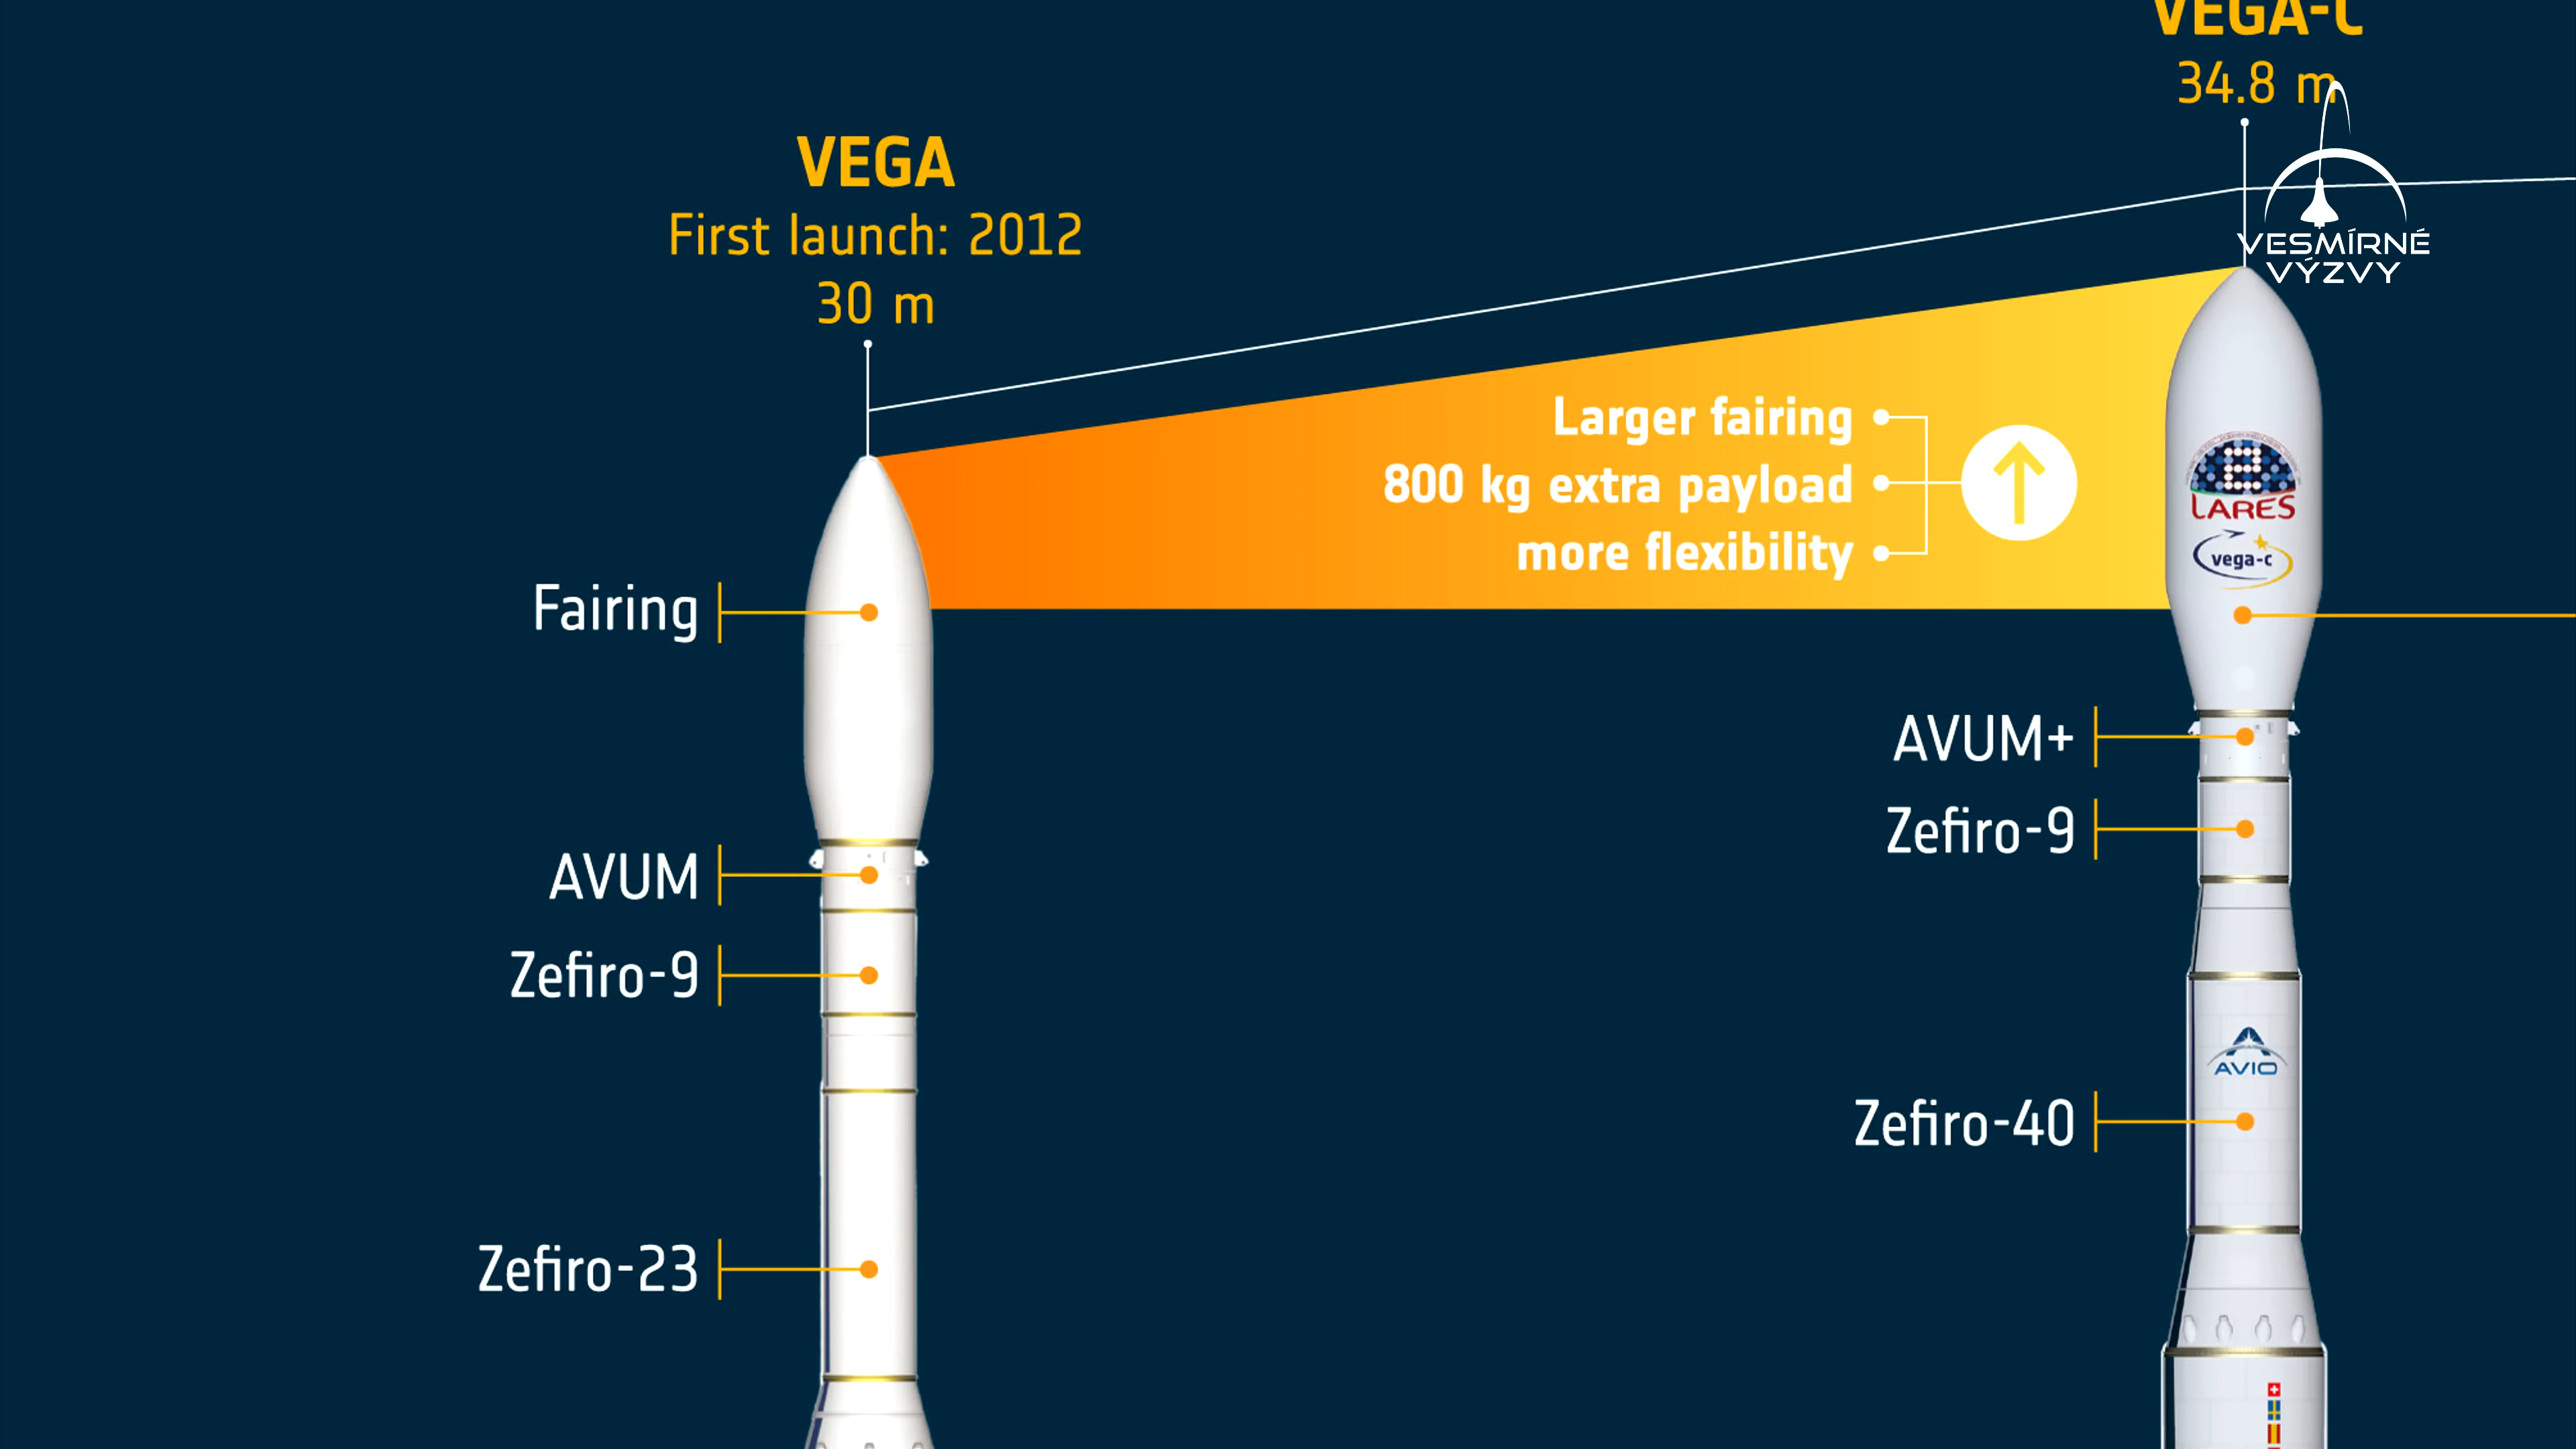 VEGA-C
34.8 m
VESMÍRNÉ
VÝZVY
VEGA
First launch: 2012
30 m
Larger fairing
800 kg extra payload
more flexibility
LARES
vega-c
Fairing
AVUM+
Zefiro-9
AVUM
Zefiro-9
AVIO
Zefiro-40
Zefiro-23